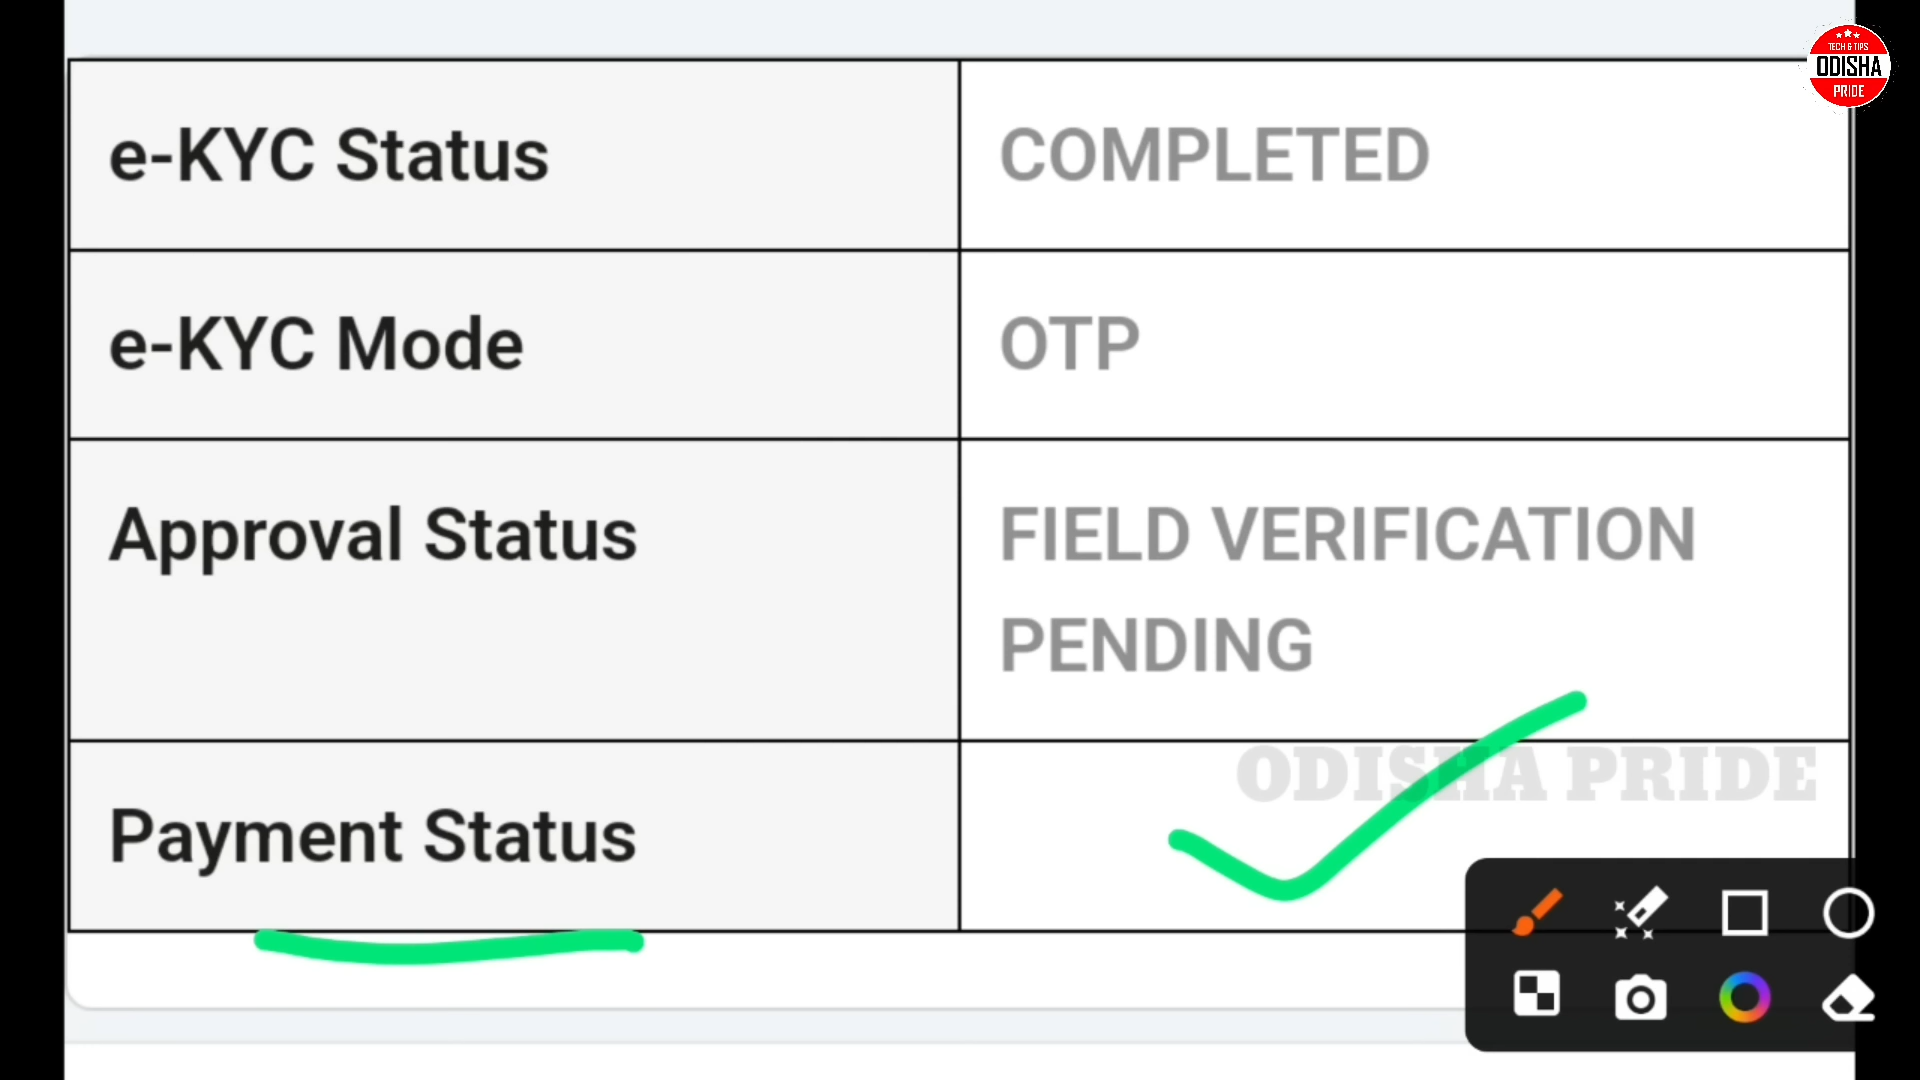 TECH & TIPS
ODISHA
PRIDE
e-KYC Status
COMPLETED
e-KYC Mode
OTP
Approval Status
FIELD VERIFICATION
PENDING
ODISHA PRIDE
Payment Status